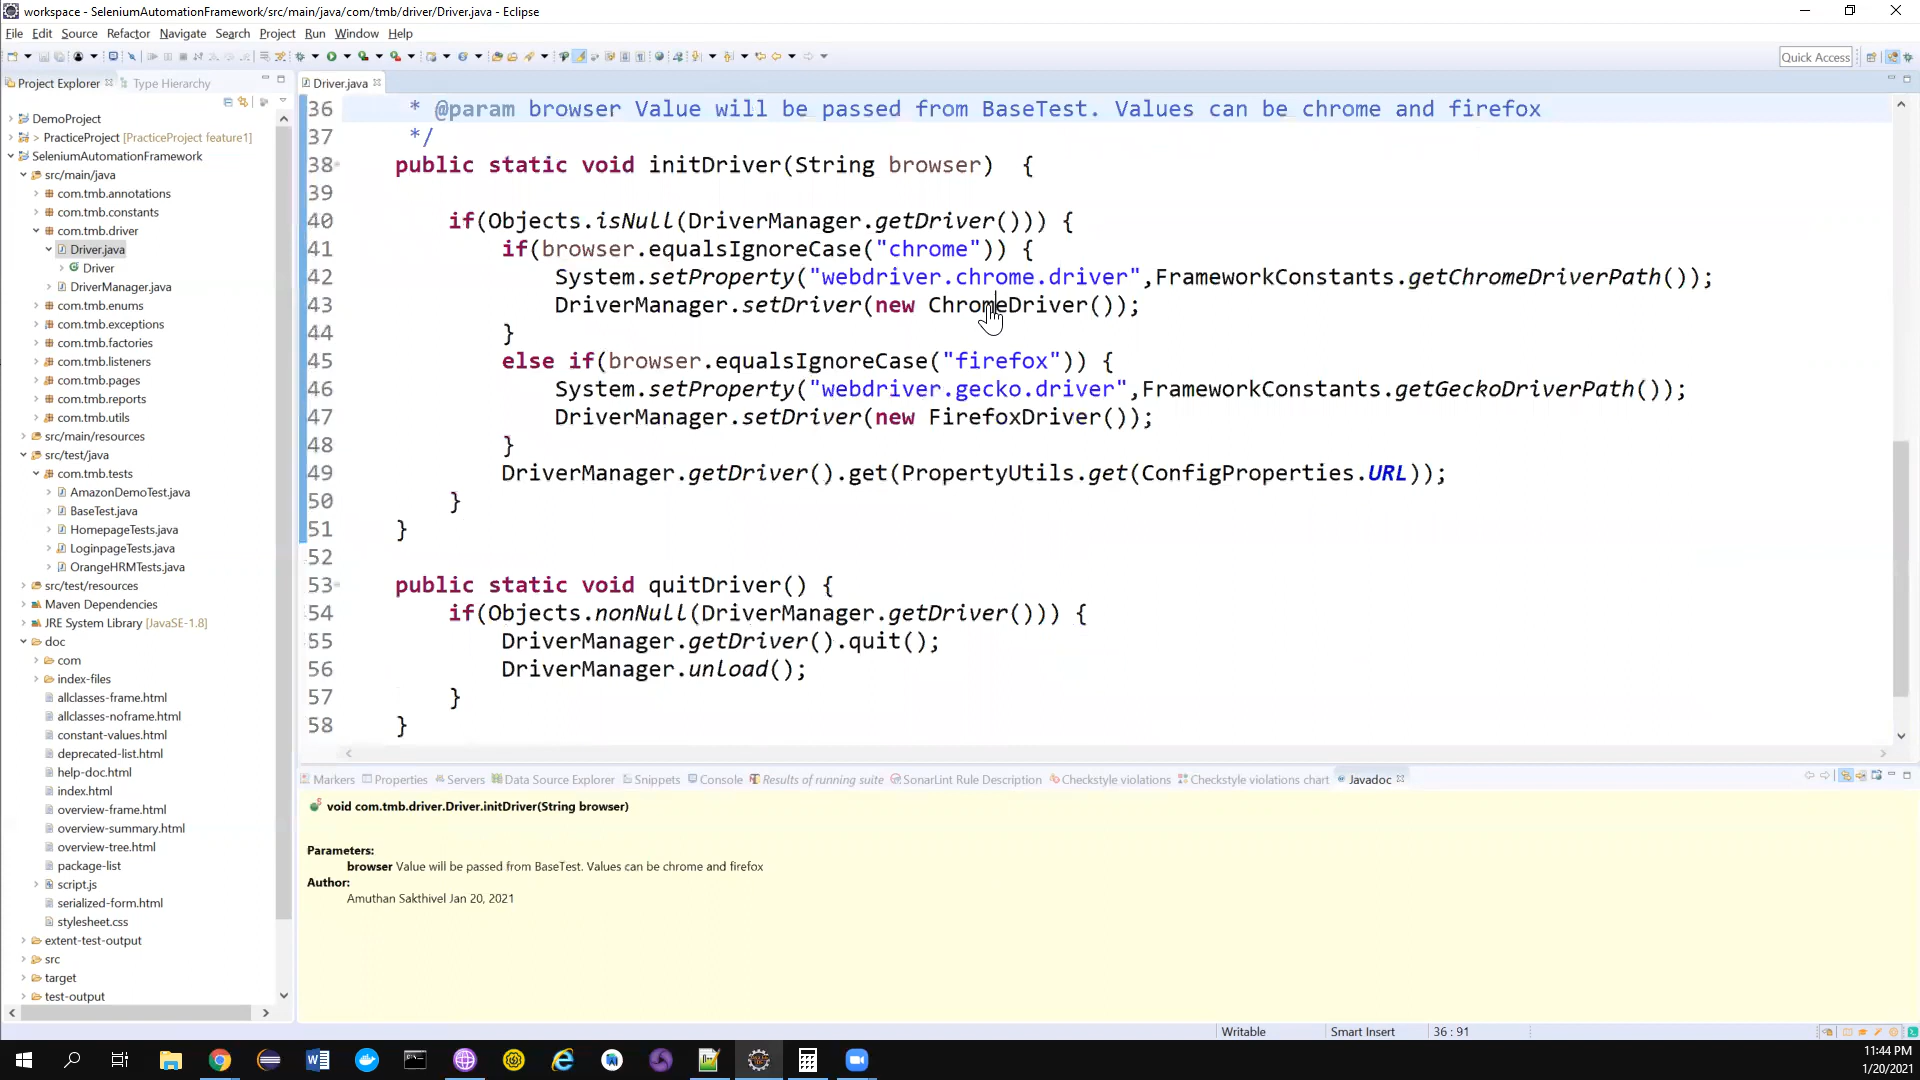 workspace - SeleniumAutomationFramework/src/main/java/com/tmb/driver/Driver.java - Eclipse
File Edit Source Refactor Navigate Search Project Run Window Help
Quick Access
Project Explorer Type Hierarchy
DemoProject
> PracticeProject [PracticeProject feature1]
SeleniumAutomationFramework
src/main/java
com.tmb.annotations
com.tmb.constants
com.tmb.driver
Driver.java
Driver
DriverManager.java
com.tmb.enums
com.tmb.exceptions
com.tmb.factories
com.tmb.listeners
com.tmb.pages
com.tmb.reports
com.tmb.utils
src/main/resources
src/test/java
com.tmb.tests
AmazonDemoTest.java
BaseTest.java
HomepageTests.java
LoginpageTests.java
OrangeHRMTests.java
src/test/resources
Maven Dependencies
JRE System Library [JavaSE-1.8]
doc
com
index-files
allclasses-frame.html
allclasses-noframe.html
constant-values.html
deprecated-list.html
help-doc.html
index.html
overview-frame.html
overview-summary.html
overview-tree.html
package-list
script.js
serialized-form.html
stylesheet.css
extent-test-output
src
target
test-output
Driver.java
36 * @param browser Value will be passed from BaseTest. Values can be chrome and firefox
37 */
38 public static void initDriver(String browser) {
39
40 if(Objects.isNull(DriverManager.getDriver())) {
41 if(browser.equalsIgnoreCase("chrome")) {
42 System.setProperty("webdriver.chrome.driver",FrameworkConstants.getChromeDriverPath());
43 DriverManager.setDriver(new ChromeDriver());
44 }
45 else if(browser.equalsIgnoreCase("firefox")) {
46 System.setProperty("webdriver.gecko.driver",FrameworkConstants.getGeckoDriverPath());
47 DriverManager.setDriver(new FirefoxDriver());
48 }
49 DriverManager.getDriver().get(PropertyUtils.get(ConfigProperties.URL));
50 }
51 }
52
53 public static void quitDriver() {
54 if(Objects.nonNull(DriverManager.getDriver())) {
55 DriverManager.getDriver().quit();
56 DriverManager.unload();
57 }
58 }
Markers Properties Servers Data Source Explorer Snippets Console Results of running suite SonarLint Rule Description Checkstyle violations Checkstyle violations chart Javadoc
void com.tmb.driver.Driver.initDriver(String browser)
Parameters:
browser Value will be passed from BaseTest. Values can be chrome and firefox
Author:
Amuthan Sakthivel Jan 20, 2021
Writable Smart Insert 36 : 91
11:44 PM
1/20/2021